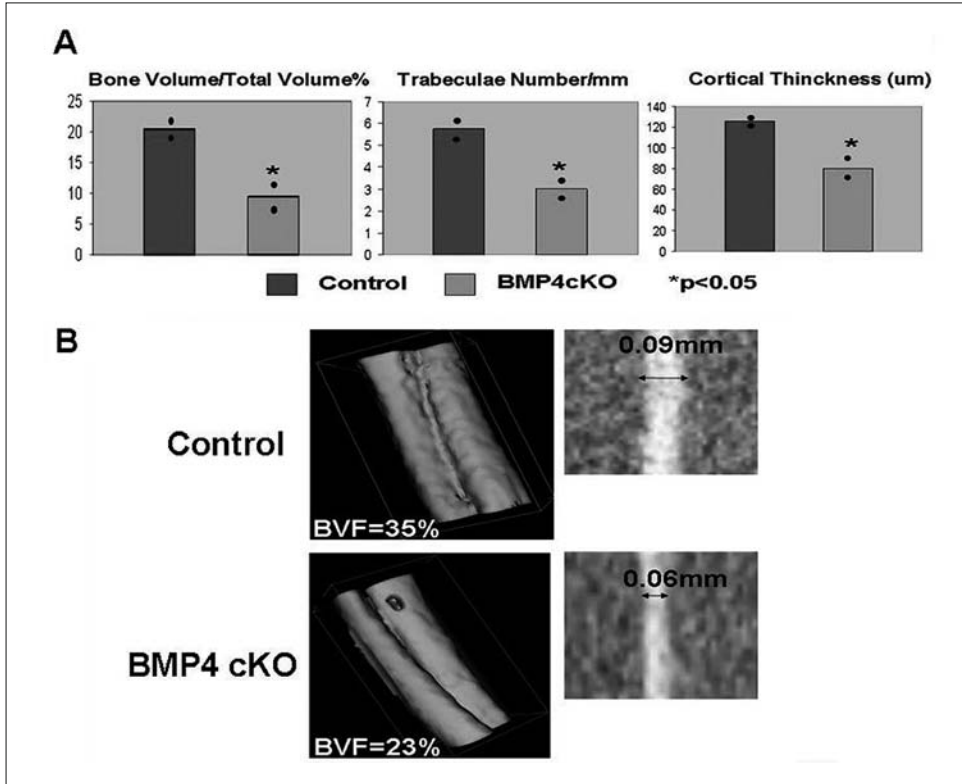 A
Bone Volume/Total Volume%
25
20
15
10
5
0
*
Trabeculae Number/mm
7
6
5
4
3
2
1
0
*
Cortical Thinckness (um)
140
120
100
80
60
40
20
0
*
Control
BMP4cKO
*p<0.05
B
Control
BVF=35%
0.09mm
BMP4 cKO
BVF=23%
0.06mm